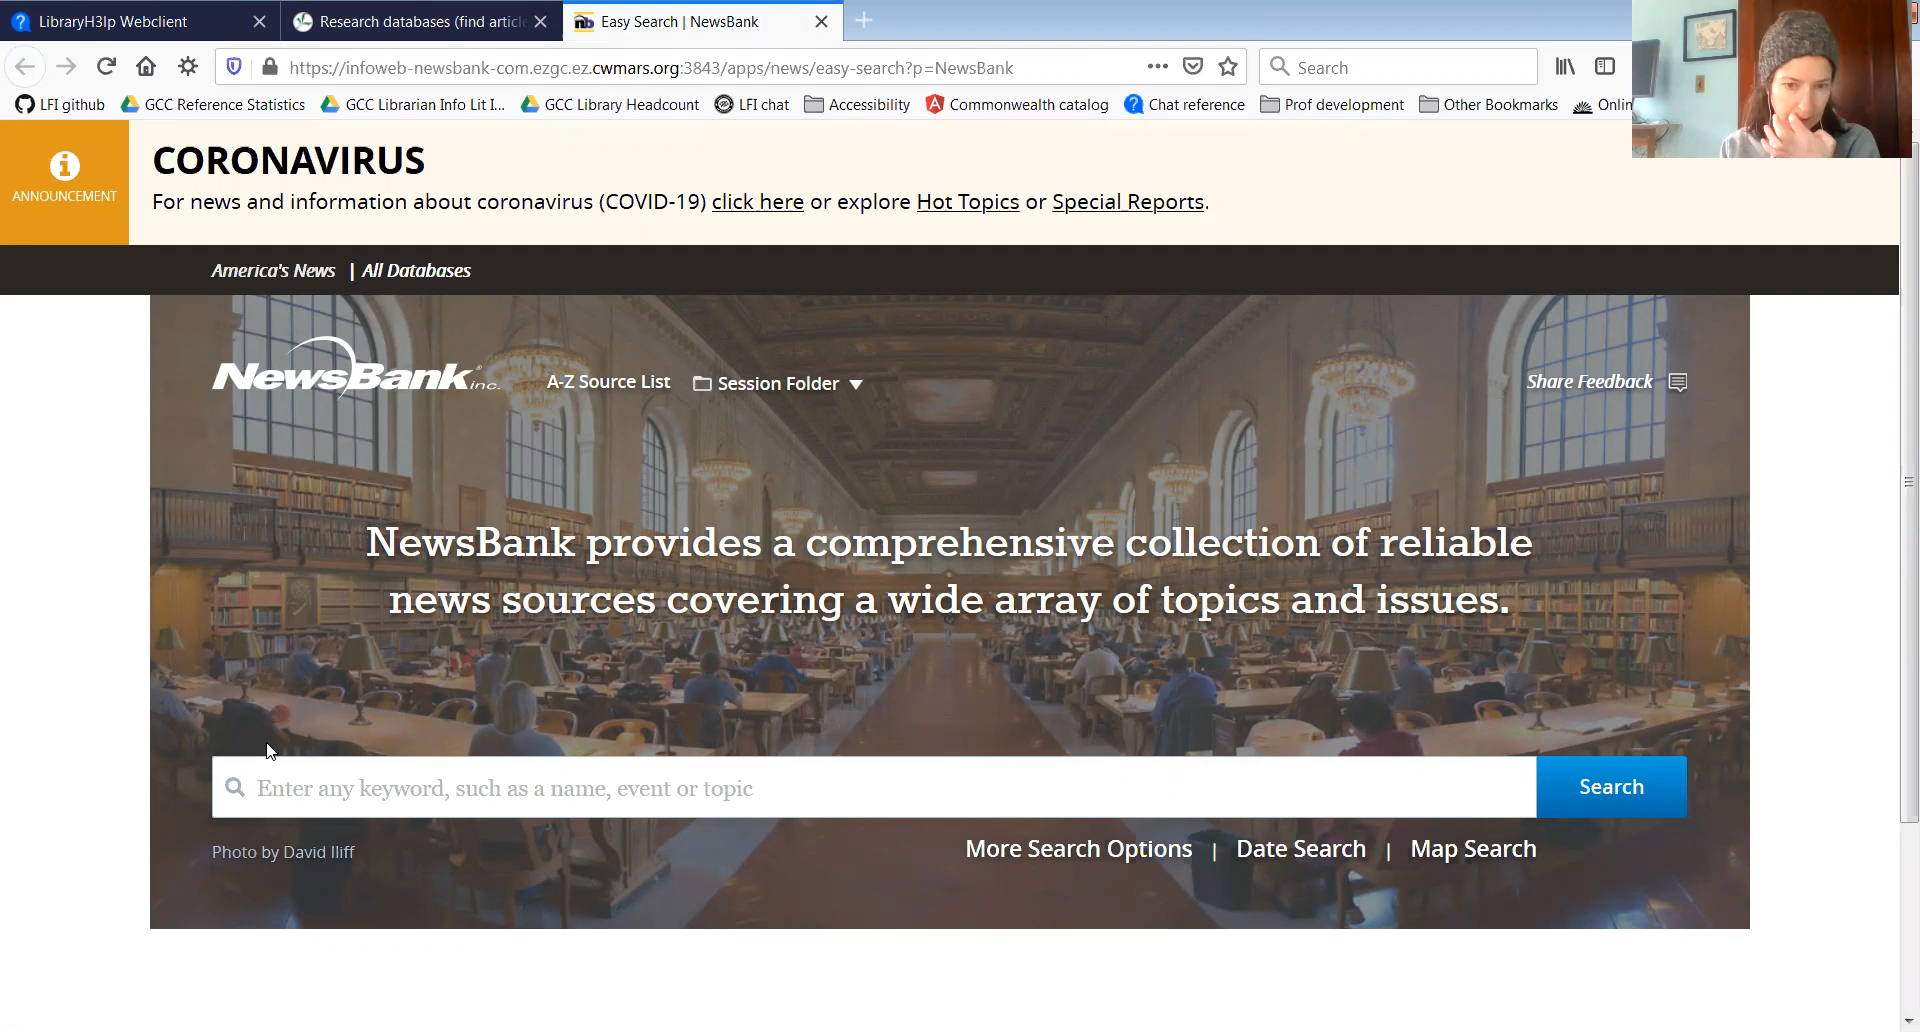 LibraryH3lp Webclient
Research databases (find article
Easy Search | NewsBank
https://infoweb-newsbank-com.ezgc.ez.cwmars.org:3843/apps/news/easy-search?p=NewsBank
Search
LFI github
GCC Reference Statistics
GCC Librarian Info Lit I...
GCC Library Headcount
LFI chat
Accessibility
Commonwealth catalog
Chat reference
Prof development
Other Bookmarks
Onlin
ANNOUNCEMENT
CORONAVIRUS
For news and information about coronavirus (COVID-19) click here or explore Hot Topics or Special Reports.
America's News | All Databases
NewsBank inc.
A-Z Source List
Session Folder
Share Feedback
NewsBank provides a comprehensive collection of reliable
news sources covering a wide array of topics and issues.
Enter any keyword, such as a name, event or topic
Search
Photo by David Iliff
More Search Options | Date Search | Map Search